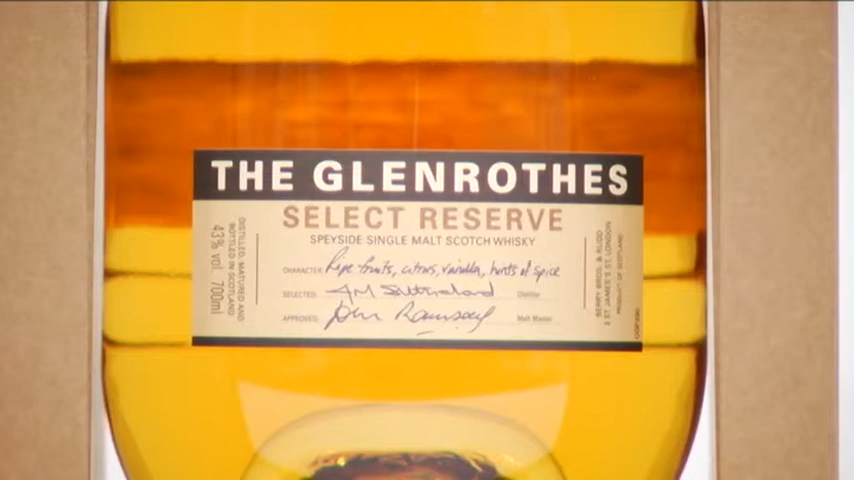 THE GLENROTHES
SELECT RESERVE
SPEYSIDE SINGLE MALT SCOTCH WHISKY
CHARACTER: Ripe fruits, citrus, vanilla, hints of spice
SELECTED: Distiller
APPROVED: John Ramsay Malt Master
DISTILLED, MATURED AND
BOTTLED IN SCOTLAND
43% vol. 700ml
BERRY BROS. & RUDD
3 ST JAMES'S ST, LONDON
PRODUCT OF SCOTLAND